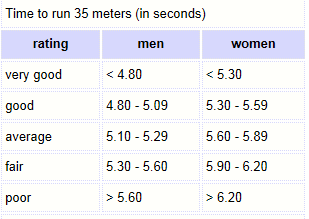 Time to run 35 meters (in seconds)
rating men women
very good < 4.80 < 5.30
good 4.80 - 5.09 5.30 - 5.59
average 5.10 - 5.29 5.60 - 5.89
fair 5.30 - 5.60 5.90 - 6.20
poor > 5.60 > 6.20